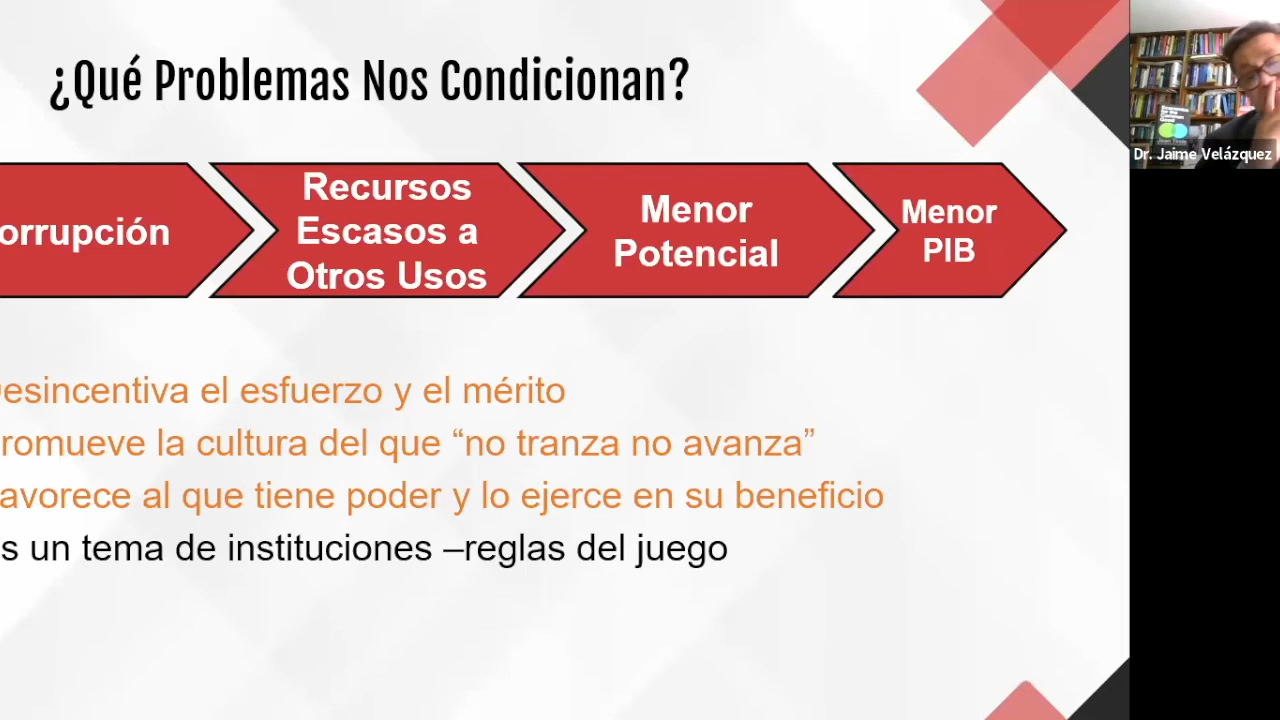 ¿Qué Problemas Nos Condicionan?
orrupción
Recursos
Escasos a
Otros Usos
Menor
Potencial
Menor
PIB
esincentiva el esfuerzo y el mérito
romueve la cultura del que “no tranza no avanza”
avorece al que tiene poder y lo ejerce en su beneficio
s un tema de instituciones –reglas del juego
Dr. Jaime Velázquez